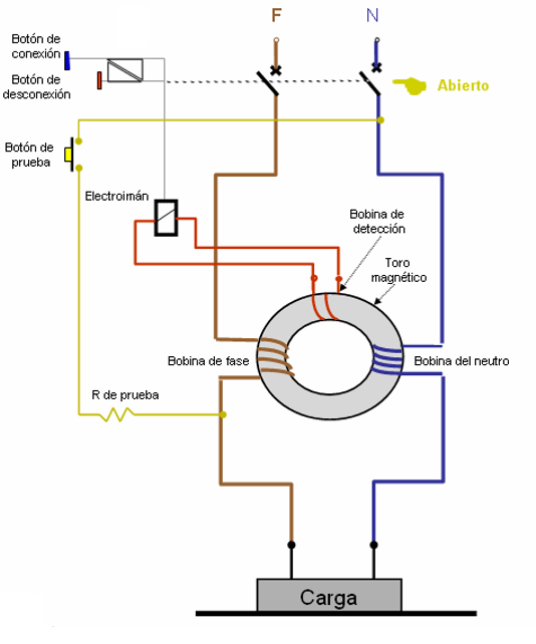 F
N
Botón de
conexión
Botón de
desconexión
Abierto
Botón de
prueba
Electroimán
Bobina de
detección
Toro
magnético
Bobina de fase
Bobina del neutro
R de prueba
Carga